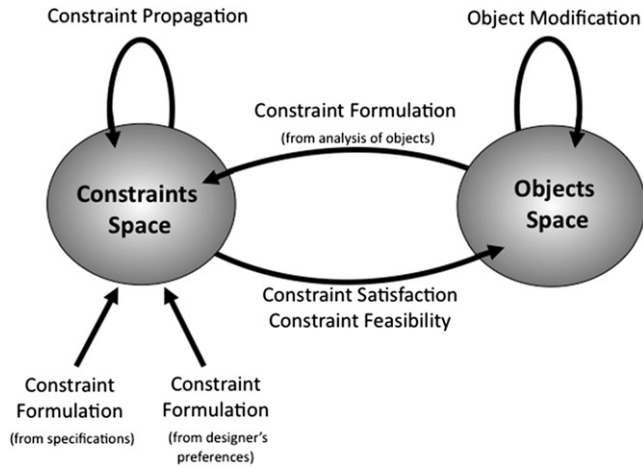 Constraint Propagation
Object Modification
Constraint Formulation
(from analysis of objects)
Constraints
Space
Objects
Space
Constraint Satisfaction
Constraint Feasibility
Constraint
Formulation
(from specifications)
Constraint
Formulation
(from designer's
preferences)